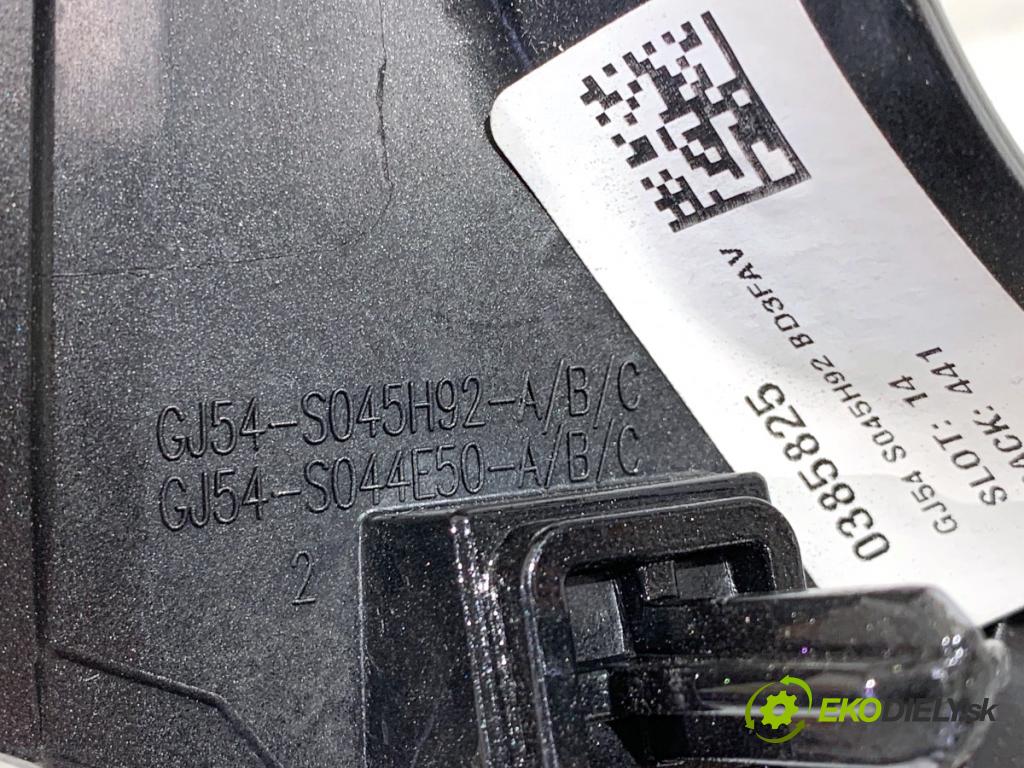 GJ54-S045H92-A/B/C
GJ54-S044E50-A/B/C
2
0385825
GJ54 S045H92 BD3FAV
SLOT: 14
ACK: 441
EKODIELY.sk